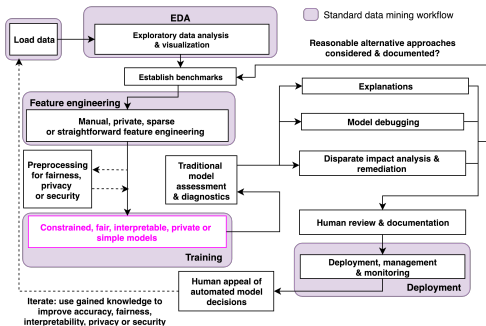 EDA
Standard data mining workflow
Load data
Exploratory data analysis
& visualization
Reasonable alternative approaches
considered & documented?
Establish benchmarks
Feature engineering
Explanations
Manual, private, sparse
or straightforward feature engineering
Model debugging
Preprocessing
for fairness,
privacy
or security
Traditional
model
assessment
& diagnostics
Disparate impact analysis &
remediation
Constrained, fair, interpretable, private or
simple models
Training
Human review & documentation
Deployment, management
& monitoring
Deployment
Human appeal of
automated model
decisions
Iterate: use gained knowledge to
improve accuracy, fairness,
interpretability, privacy or security